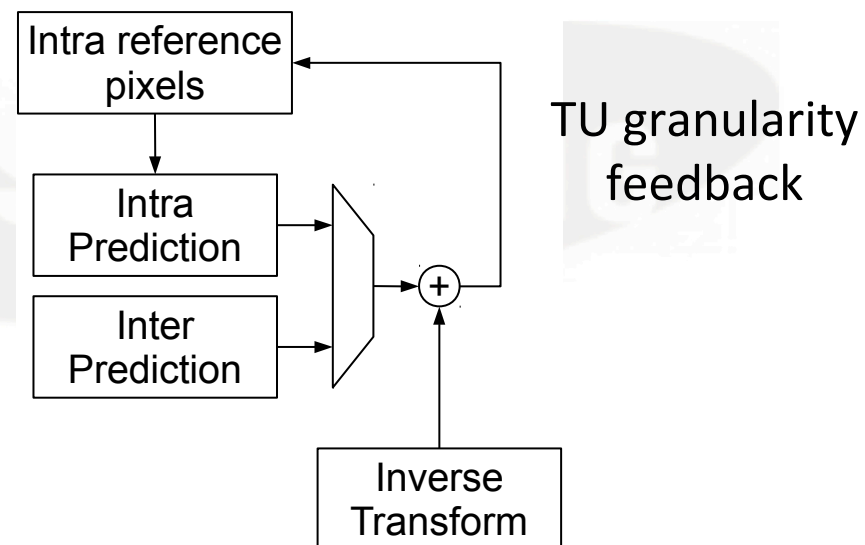 Intra reference
pixels
TU granularity
feedback
Intra
Prediction
+
Inter
Prediction
Inverse
Transform